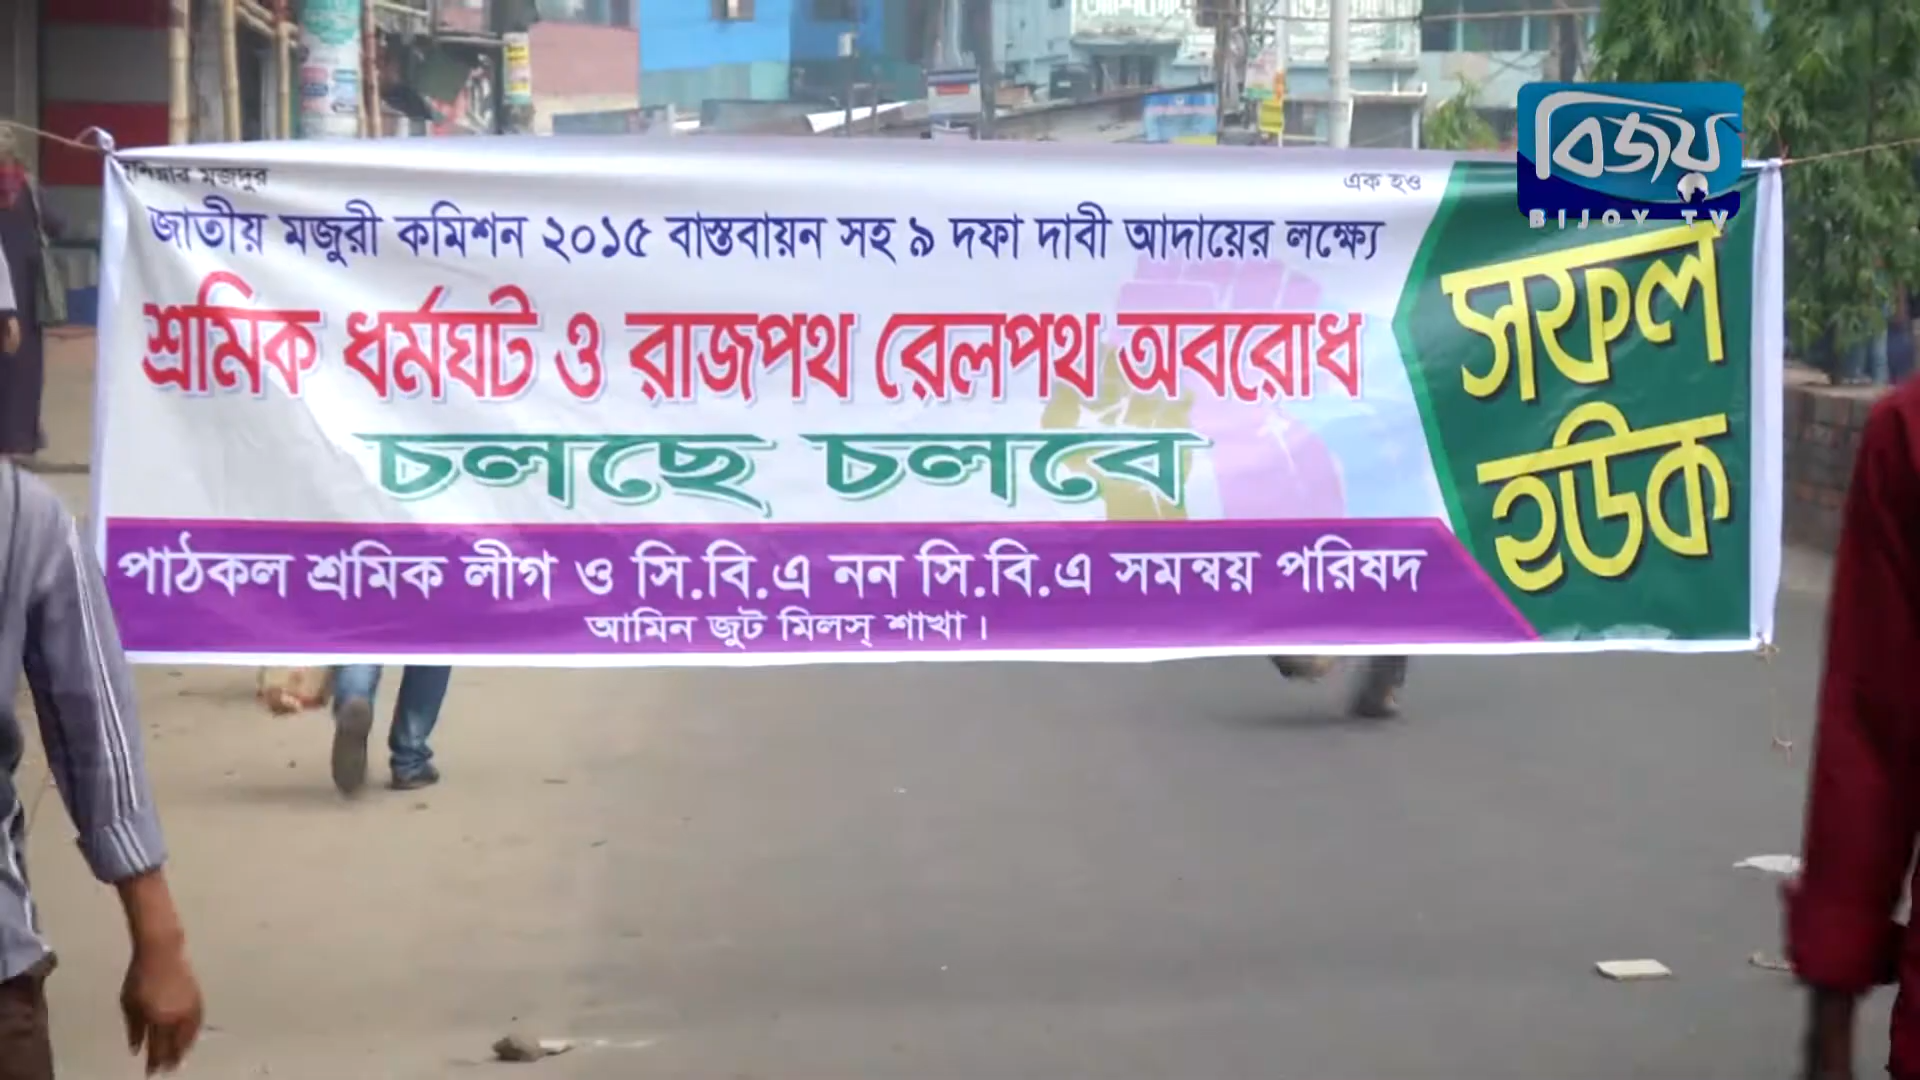 মজদুর
এক হও
জাতীয় মজুরী কমিশন ২০১৫ বাস্তবায়ন সহ ৯ দফা দাবী আদায়ের লক্ষ্যে
শ্রমিক ধর্মঘট ও রাজপথ রেলপথ অবরোধ
চলছে চলবে
সফল
হউক
পাঠকল শ্রমিক লীগ ও সি.বি.এ নন সি.বি.এ সমন্বয় পরিষদ
আমিন জুট মিলস্ শাখা।
বিজয়
BIJOY TV